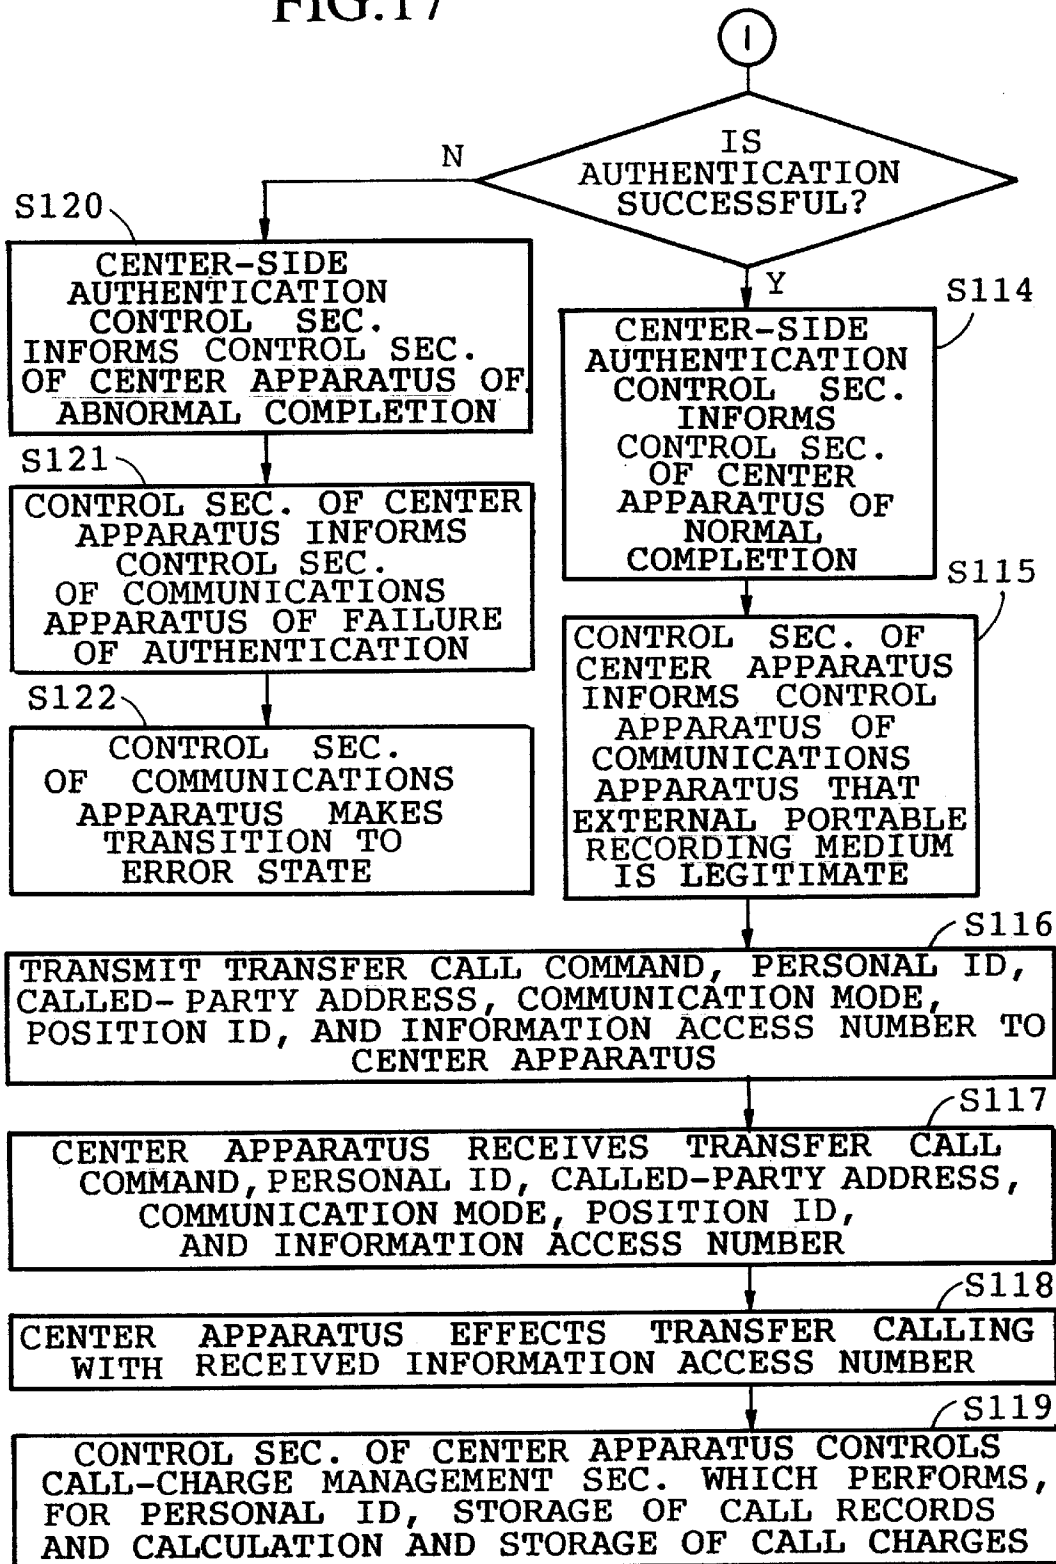 FIG.17
1
IS
AUTHENTICATION
SUCCESSFUL?
N
Y
S120
CENTER-SIDE
AUTHENTICATION
CONTROL SEC.
INFORMS CONTROL SEC.
OF CENTER APPARATUS OF
ABNORMAL COMPLETION
S121
CONTROL SEC. OF CENTER
APPARATUS INFORMS
CONTROL SEC.
OF COMMUNICATIONS
APPARATUS OF FAILURE
OF AUTHENTICATION
S122
CONTROL SEC.
OF COMMUNICATIONS
APPARATUS MAKES
TRANSITION TO
ERROR STATE
S114
CENTER-SIDE
AUTHENTICATION
CONTROL SEC.
INFORMS
CONTROL SEC.
OF CENTER
APPARATUS OF
NORMAL
COMPLETION
S115
CONTROL SEC. OF
CENTER APPARATUS
INFORMS CONTROL
APPARATUS OF
COMMUNICATIONS
APPARATUS THAT
EXTERNAL PORTABLE
RECORDING MEDIUM
IS LEGITIMATE
S116
TRANSMIT TRANSFER CALL COMMAND, PERSONAL ID,
CALLED-PARTY ADDRESS, COMMUNICATION MODE,
POSITION ID, AND INFORMATION ACCESS NUMBER TO
CENTER APPARATUS
S117
CENTER APPARATUS RECEIVES TRANSFER CALL
COMMAND, PERSONAL ID, CALLED-PARTY ADDRESS,
COMMUNICATION MODE, POSITION ID,
AND INFORMATION ACCESS NUMBER
S118
CENTER APPARATUS EFFECTS TRANSFER CALLING
WITH RECEIVED INFORMATION ACCESS NUMBER
S119
CONTROL SEC. OF CENTER APPARATUS CONTROLS
CALL-CHARGE MANAGEMENT SEC. WHICH PERFORMS,
FOR PERSONAL ID, STORAGE OF CALL RECORDS
AND CALCULATION AND STORAGE OF CALL CHARGES